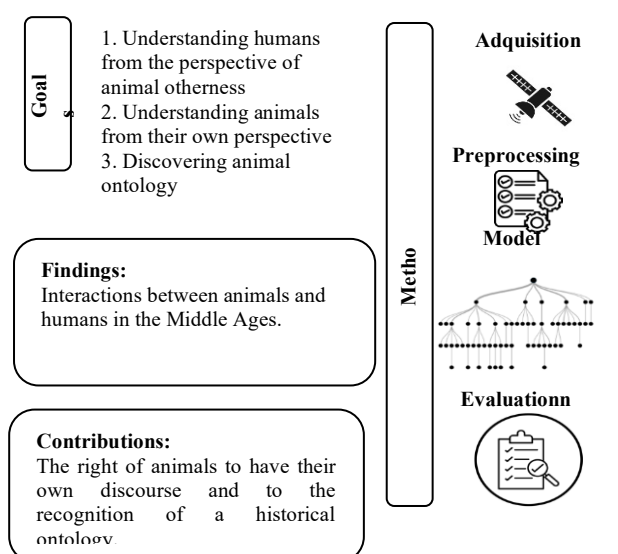 Goal
s
1. Understanding humans
from the perspective of
animal otherness
2. Understanding animals
from their own perspective
3. Discovering animal
ontology
Findings:
Interactions between animals and
humans in the Middle Ages.
Contributions:
The right of animals to have their
own discourse and to the
recognition of a historical
ontology.
Metho
Adquisition
Preprocessing
Model
Evaluationn